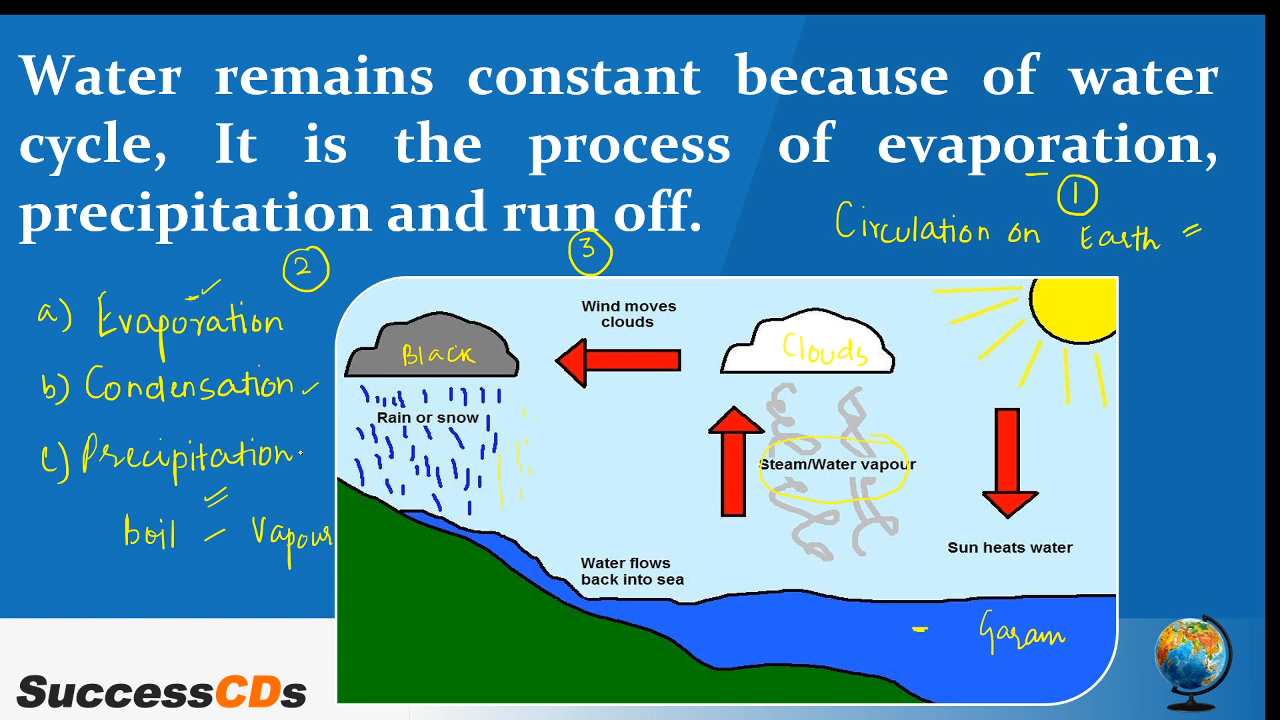 Water remains constant because of water
cycle, It is the process of evaporation,
precipitation and run off.
1
Circulation on Earth =
2
3
a) Evaporation
b) Condensation
c) Precipitation
boil - Vapour
Wind moves
clouds
Black
Clouds
Rain or snow
Steam/Water vapour
Sun heats water
Water flows
back into sea
- Garam
SuccessCDs